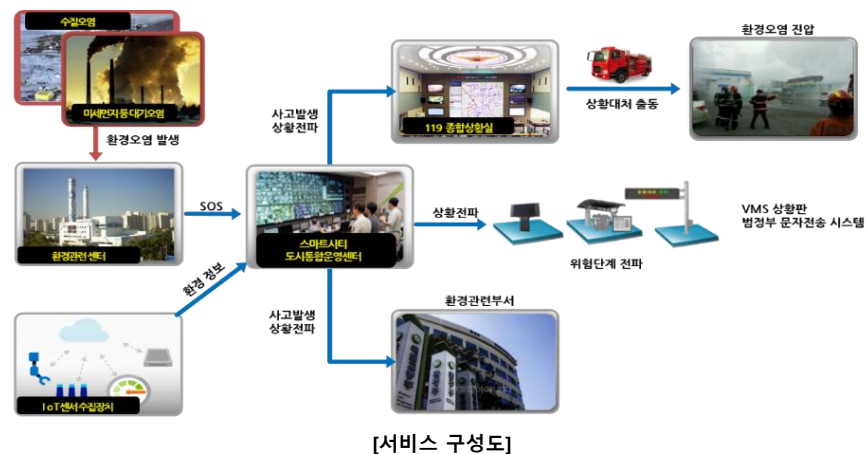 수질오염
미세먼지 등 대기오염
환경오염 발생
환경관련 센터
SOS
환경 정보
IoT센서 수집장치
스마트시티
도시통합운영센터
사고발생
상황전파
119 종합상황실
상황대처 출동
환경오염 진압
상황전파
위험단계 전파
VMS 상황판
범정부 문자전송 시스템
사고발생
상황전파
환경관련부서
[서비스 구성도]